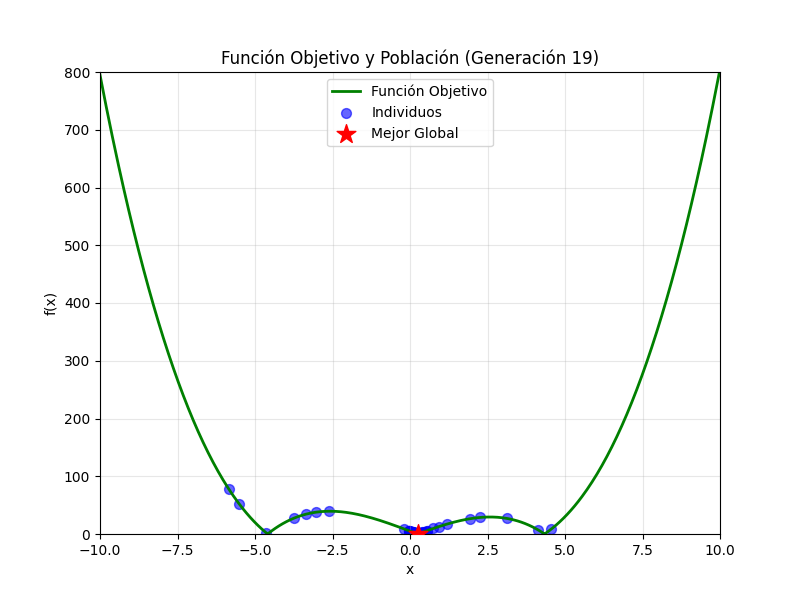 Función Objetivo y Población (Generación 19)
Función Objetivo
Individuos
Mejor Global
800
700
600
500
400
300
200
100
0
f(x)
−10.0 −7.5 −5.0 −2.5 0.0 2.5 5.0 7.5 10.0
x